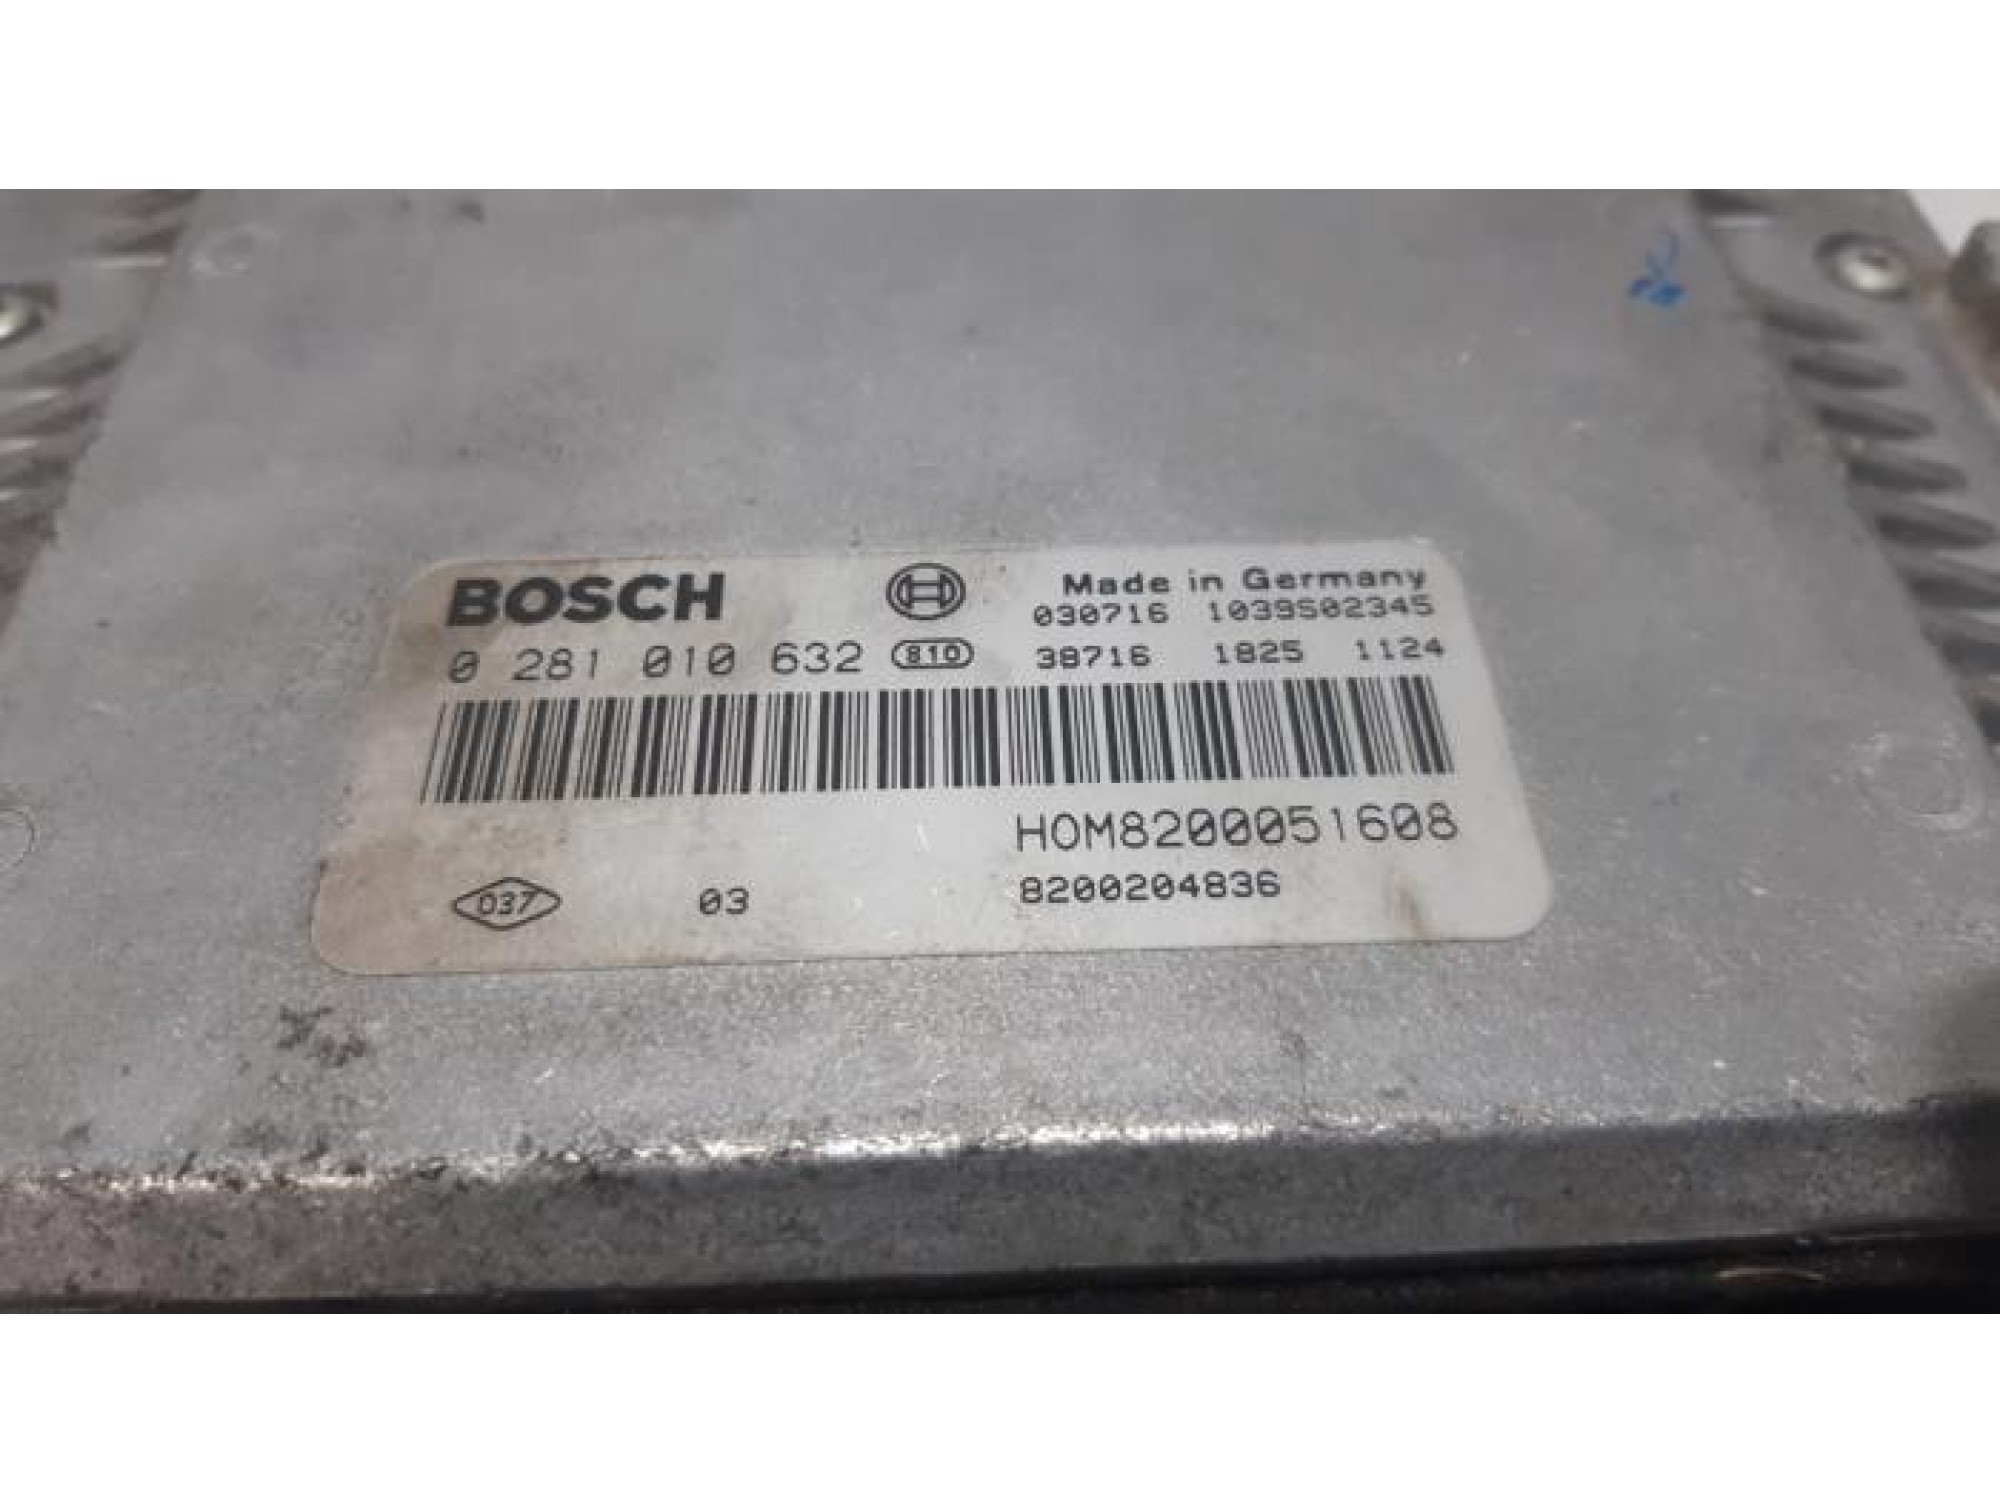 BOSCH
Made in Germany
030716 1039S02345
0 281 010 632 810 38716 1825 1124
HOM8200051608
037 03 8200204836